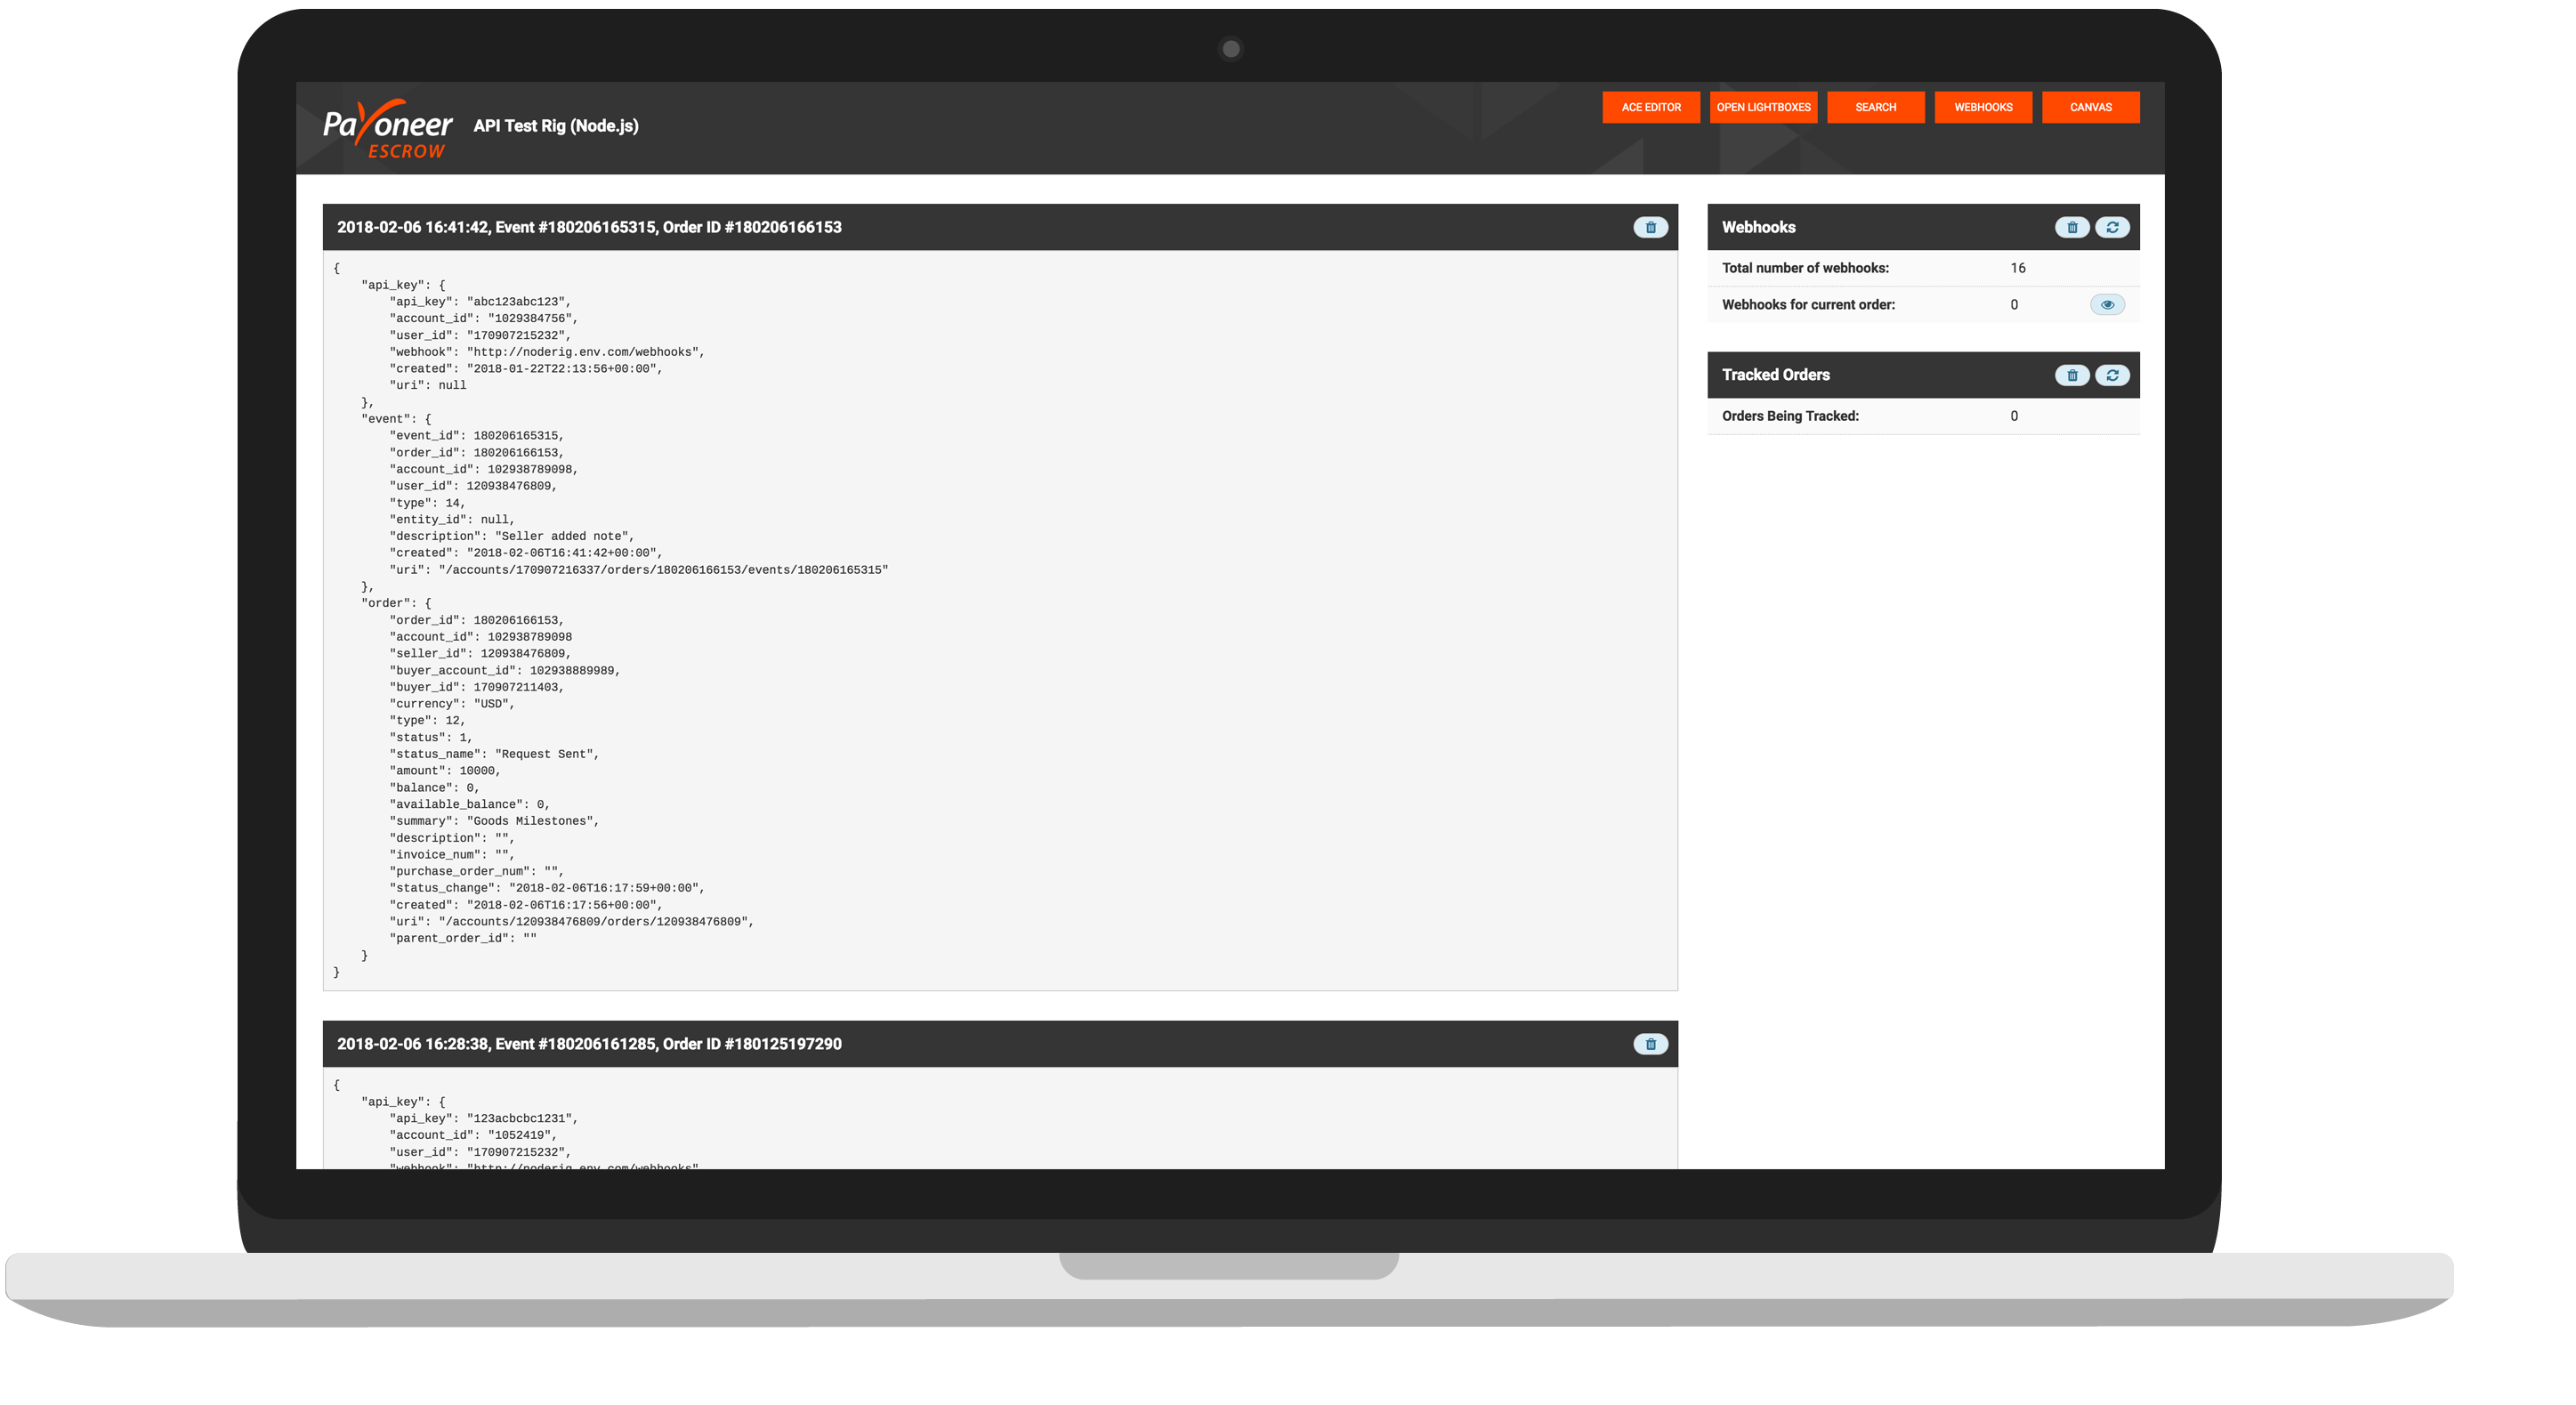 Payoneer
ESCROW
API Test Rig (Node.js)
ACE EDITOR
OPEN LIGHTBOXES
SEARCH
WEBHOOKS
CANVAS
2018-02-06 16:41:42, Event #180206165315, Order ID #180206166153
{
    "api_key": {
        "api_key": "abc123abc123",
        "account_id": "1029384756",
        "user_id": "170907215232",
        "webhook": "http://noderig.env.com/webhooks",
        "created": "2018-01-22T22:13:56+00:00",
        "uri": null
    },
    "event": {
        "event_id": 180206165315,
        "order_id": 180206166153,
        "account_id": 102938789098,
        "user_id": 120938476809,
        "type": 14,
        "entity_id": null,
        "description": "Seller added note",
        "created": "2018-02-06T16:41:42+00:00",
        "uri": "/accounts/170907216337/orders/180206166153/events/180206165315"
    },
    "order": {
        "order_id": 180206166153,
        "account_id": 102938789098
        "seller_id": 120938476809,
        "buyer_account_id": 102938889989,
        "buyer_id": 170907211403,
        "currency": "USD",
        "type": 12,
        "status": 1,
        "status_name": "Request Sent",
        "amount": 10000,
        "balance": 0,
        "available_balance": 0,
        "summary": "Goods Milestones",
        "description": "",
        "invoice_num": "",
        "purchase_order_num": "",
        "status_change": "2018-02-06T16:17:59+00:00",
        "created": "2018-02-06T16:17:56+00:00",
        "uri": "/accounts/120938476809/orders/120938476809",
        "parent_order_id": ""
    }
}
2018-02-06 16:28:38, Event #180206161285, Order ID #180125197290
{
    "api_key": {
        "api_key": "123acbcbc1231",
        "account_id": "1052419",
        "user_id": "170907215232",
        "webhook": "http://noderig.env.com/webhooks"
Webhooks
Total number of webhooks: 16
Webhooks for current order: 0
Tracked Orders
Orders Being Tracked: 0